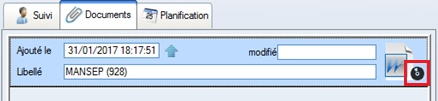 Suivi Documents Planification
Ajouté le 31/01/2017 18:17:51 modifié
Libellé MANSEP (928)